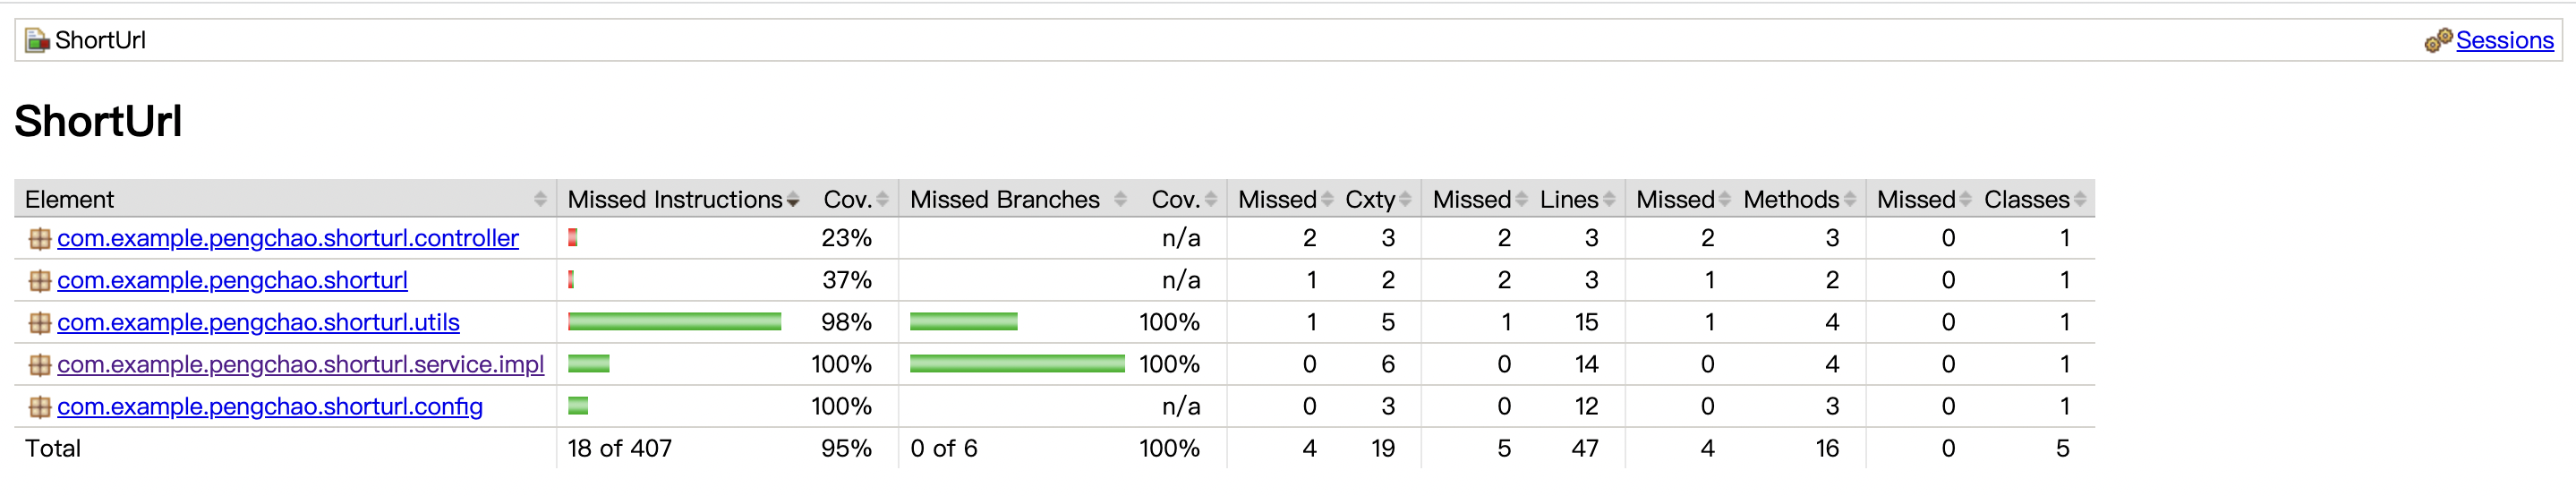 ShortUrl Sessions
ShortUrl
Element Missed Instructions Cov. Missed Branches Cov. Missed Cxty Missed Lines Missed Methods Missed Classes
com.example.pengchao.shorturl.controller 23% n/a 2 3 2 3 2 3 0 1
com.example.pengchao.shorturl 37% n/a 1 2 2 3 1 2 0 1
com.example.pengchao.shorturl.utils 98% 100% 1 5 1 15 1 4 0 1
com.example.pengchao.shorturl.service.impl 100% 100% 0 6 0 14 0 4 0 1
com.example.pengchao.shorturl.config 100% n/a 0 3 0 12 0 3 0 1
Total 18 of 407 95% 0 of 6 100% 4 19 5 47 4 16 0 5